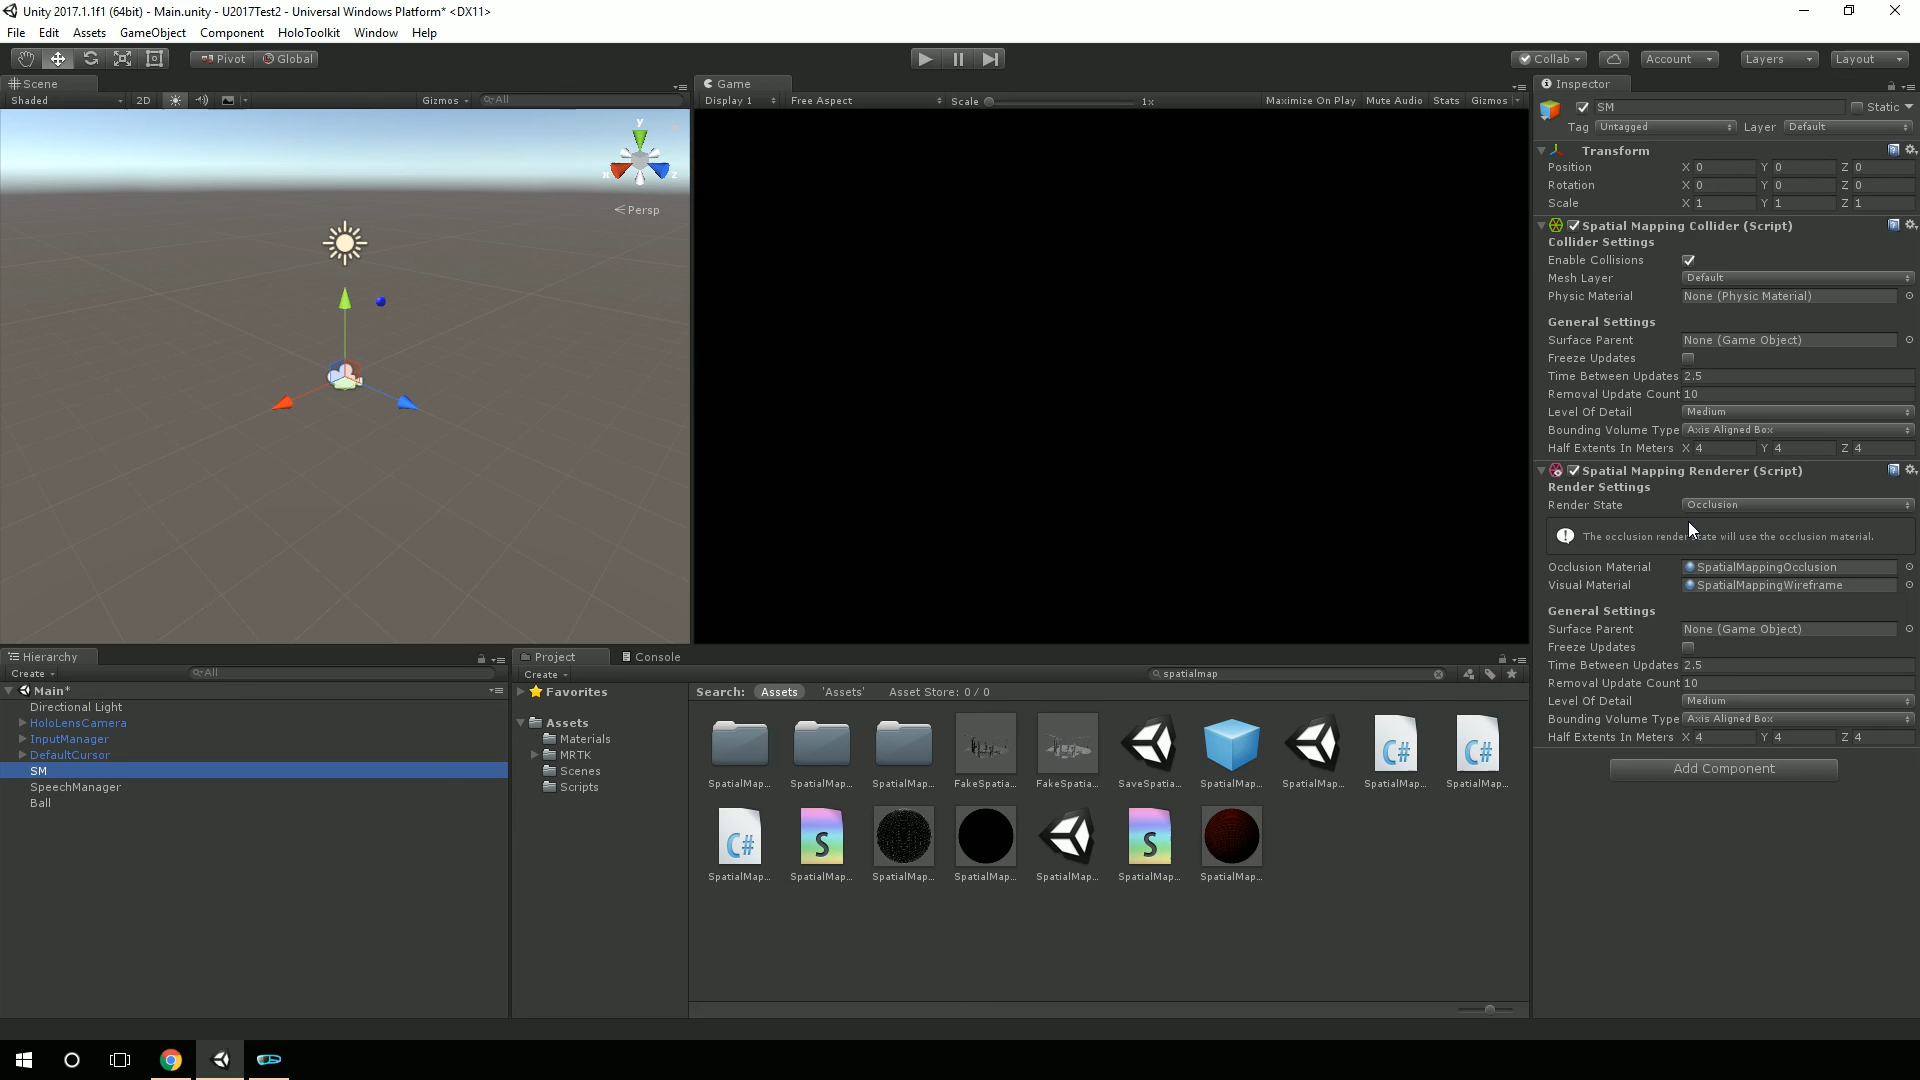 Unity 2017.1.1f1 (64bit) - Main.unity - U2017Test2 - Universal Windows Platform* <DX11>
File Edit Assets GameObject Component HoloToolkit Window Help
Pivot Global Collab Account Layers Layout
Scene
Shaded 2D Gizmos All
y
x z
Persp
Game
Display 1 Free Aspect Scale 1x Maximize On Play Mute Audio Stats Gizmos
Inspector
SM Static
Tag Untagged Layer Default
Transform
Position X 0 Y 0 Z 0
Rotation X 0 Y 0 Z 0
Scale X 1 Y 1 Z 1
Spatial Mapping Collider (Script)
Collider Settings
Enable Collisions
Mesh Layer Default
Physic Material None (Physic Material)
General Settings
Surface Parent None (Game Object)
Freeze Updates
Time Between Updates 2.5
Removal Update Count 10
Level Of Detail Medium
Bounding Volume Type Axis Aligned Box
Half Extents In Meters X 4 Y 4 Z 4
Spatial Mapping Renderer (Script)
Render Settings
Render State Occlusion
The occlusion render state will use the occlusion material.
Occlusion Material SpatialMappingOcclusion
Visual Material SpatialMappingWireframe
General Settings
Surface Parent None (Game Object)
Freeze Updates
Time Between Updates 2.5
Removal Update Count 10
Level Of Detail Medium
Bounding Volume Type Axis Aligned Box
Half Extents In Meters X 4 Y 4 Z 4
Add Component
Hierarchy
Create All
Main*
Directional Light
HoloLensCamera
InputManager
DefaultCursor
SM
SpeechManager
Ball
Project Console
Create spatialmap
Favorites
Assets
Materials
MRTK
Scenes
Scripts
Search: Assets 'Assets' Asset Store: 0 / 0
SpatialMap... SpatialMap... SpatialMap... FakeSpatia... FakeSpatia... SaveSpatia... SpatialMap... SpatialMap... SpatialMap... SpatialMap...
SpatialMap... SpatialMap... SpatialMap... SpatialMap... SpatialMap... SpatialMap... SpatialMap...